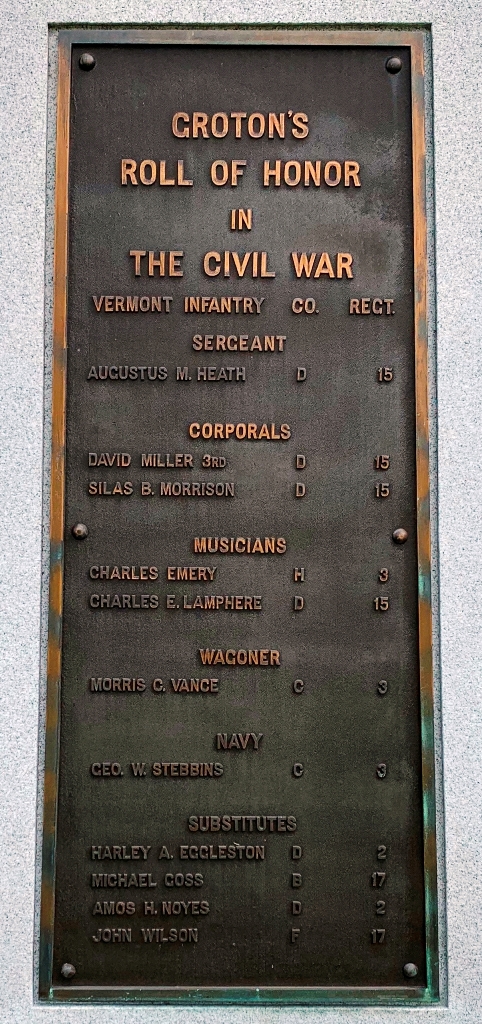 GROTON'S
ROLL OF HONOR
IN
THE CIVIL WAR
VERMONT INFANTRY CO. REGT.
SERGEANT
AUGUSTUS M. HEATH D 15
CORPORALS
DAVID MILLER 3RD D 15
SILAS B. MORRISON D 15
MUSICIANS
CHARLES EMERY H 3
CHARLES E. LAMPHERE D 15
WAGONER
MORRIS G. VANCE C 3
NAVY
GEO. W. STEBBINS C 3
SUBSTITUTES
HARLEY A. EGGLESTON D 2
MICHAEL GOSS B 17
AMOS H. NOYES D 2
JOHN WILSON F 17